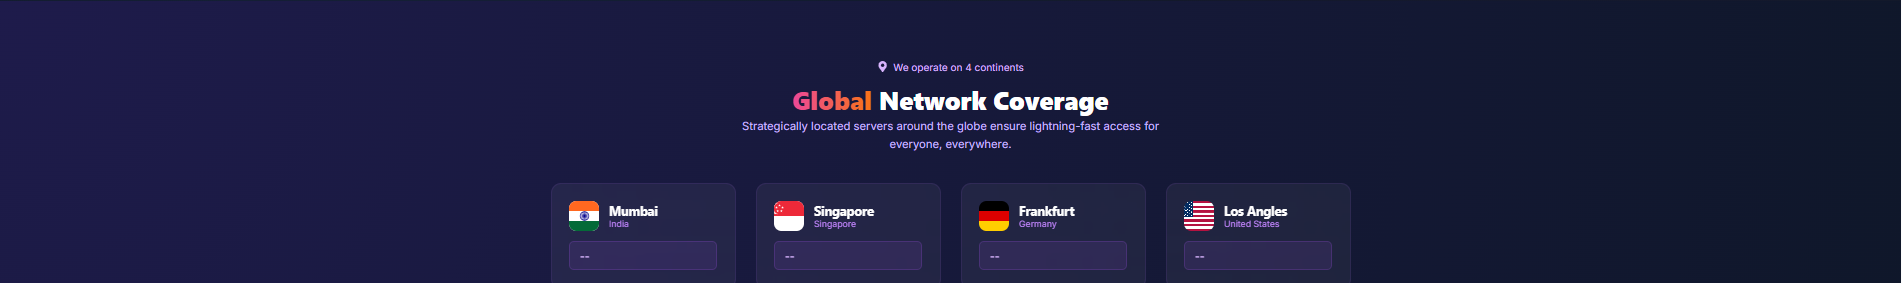 We operate on 4 continents
Global Network Coverage
Strategically located servers around the globe ensure lightning-fast access for
everyone, everywhere.
Mumbai
India
--
Singapore
Singapore
--
Frankfurt
Germany
--
Los Angles
United States
--